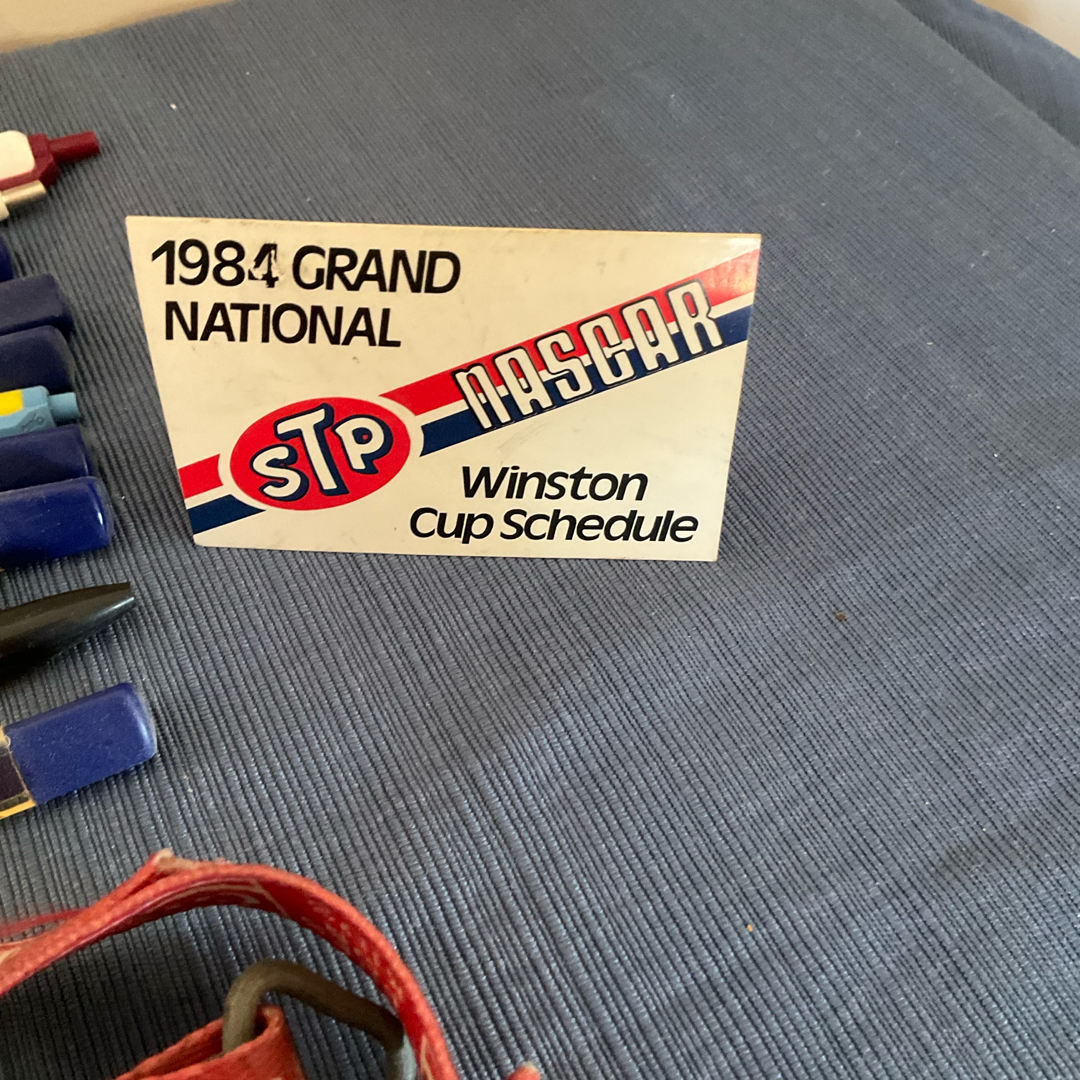 1984 GRAND
NATIONAL
NASCAR
STP
Winston
Cup Schedule